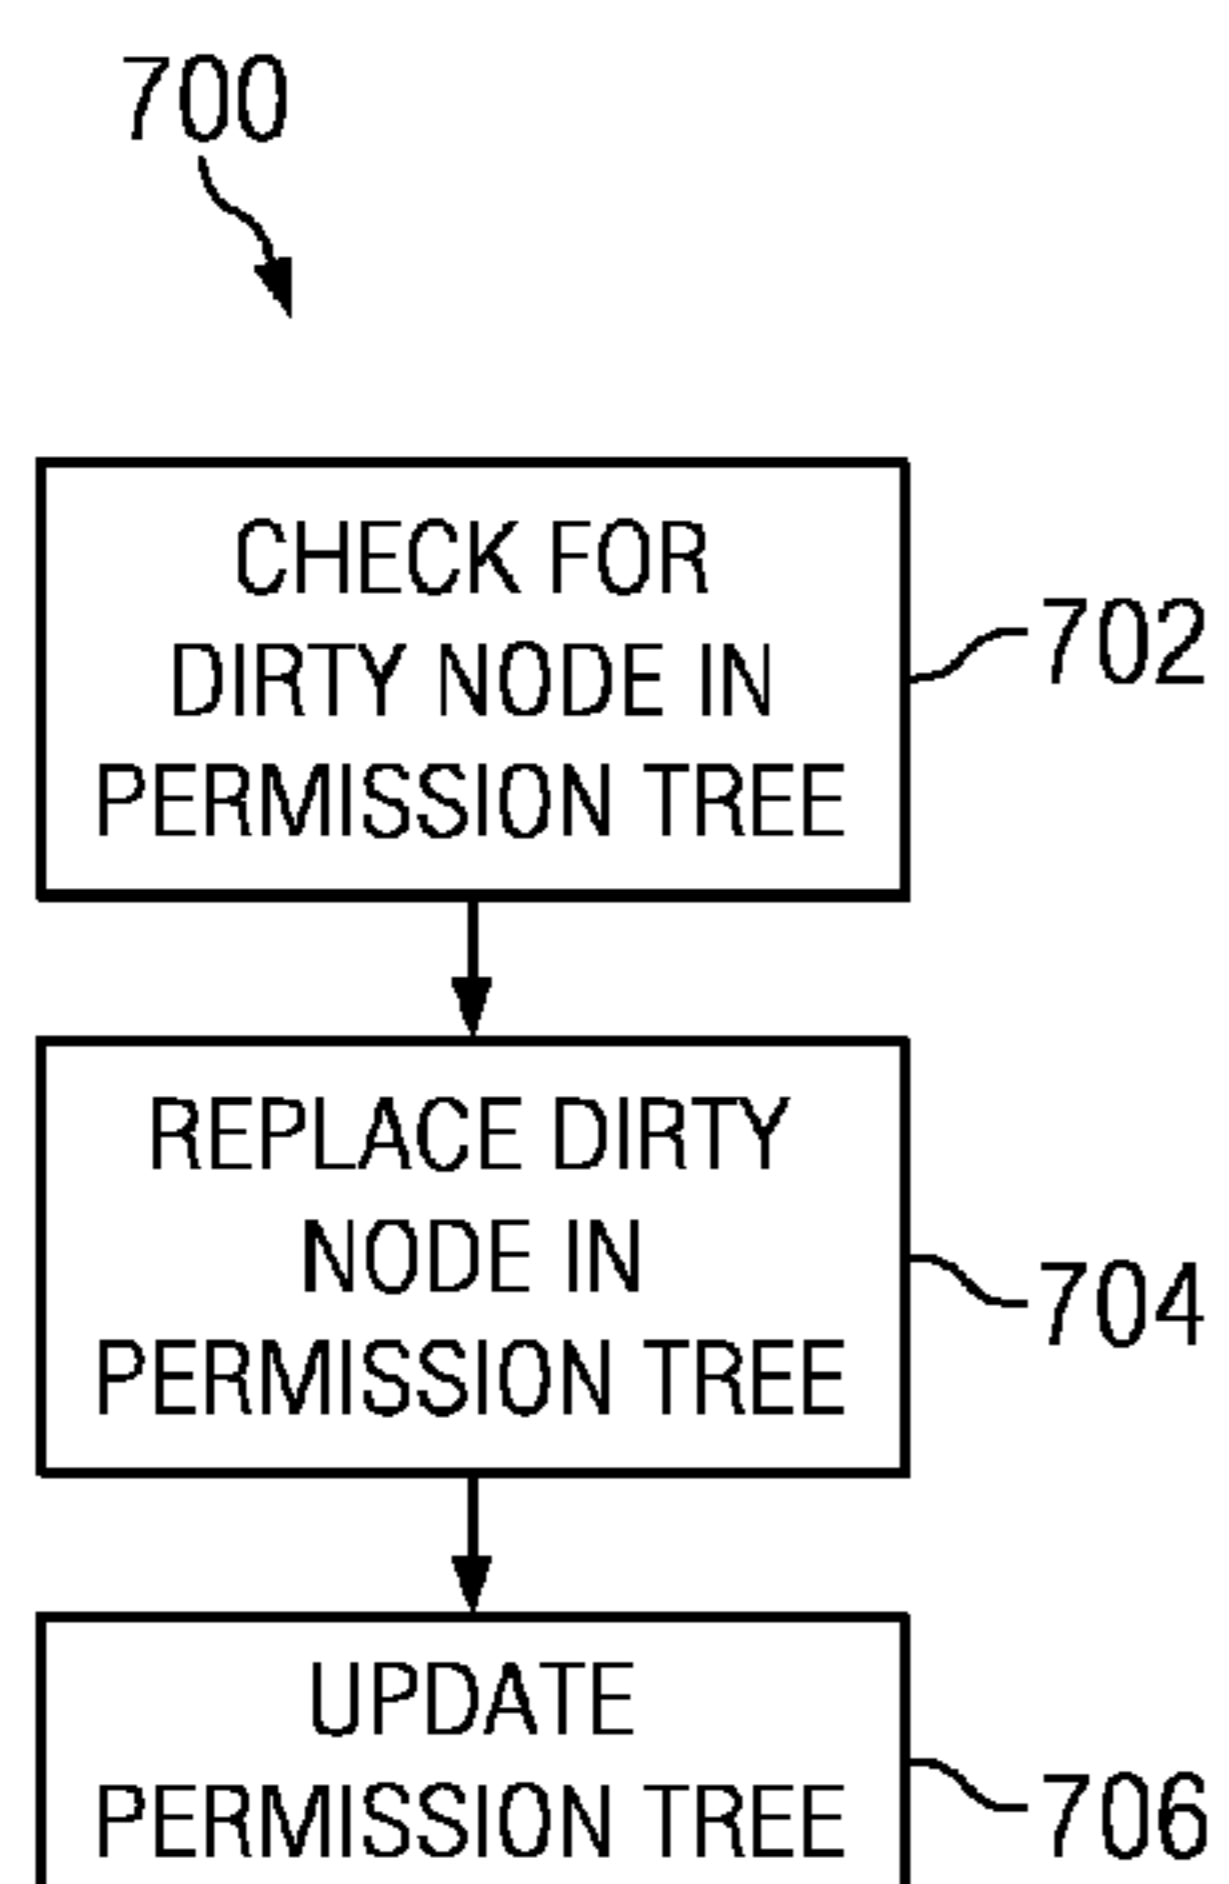 700
CHECK FOR
DIRTY NODE IN
PERMISSION TREE
702
REPLACE DIRTY
NODE IN
PERMISSION TREE
704
UPDATE
PERMISSION TREE
706